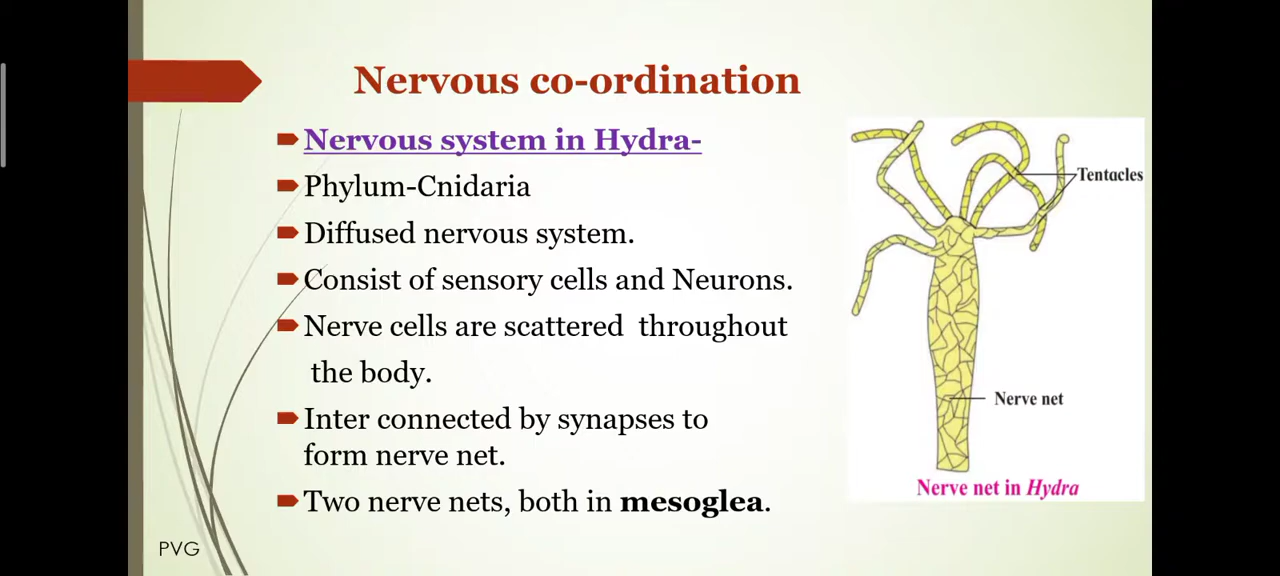 Nervous co-ordination
Nervous system in Hydra-
Phylum-Cnidaria
Diffused nervous system.
Consist of sensory cells and Neurons.
Nerve cells are scattered throughout
the body.
Inter connected by synapses to
form nerve net.
Two nerve nets, both in mesoglea.
Tentacles
Nerve net
Nerve net in Hydra
PVG